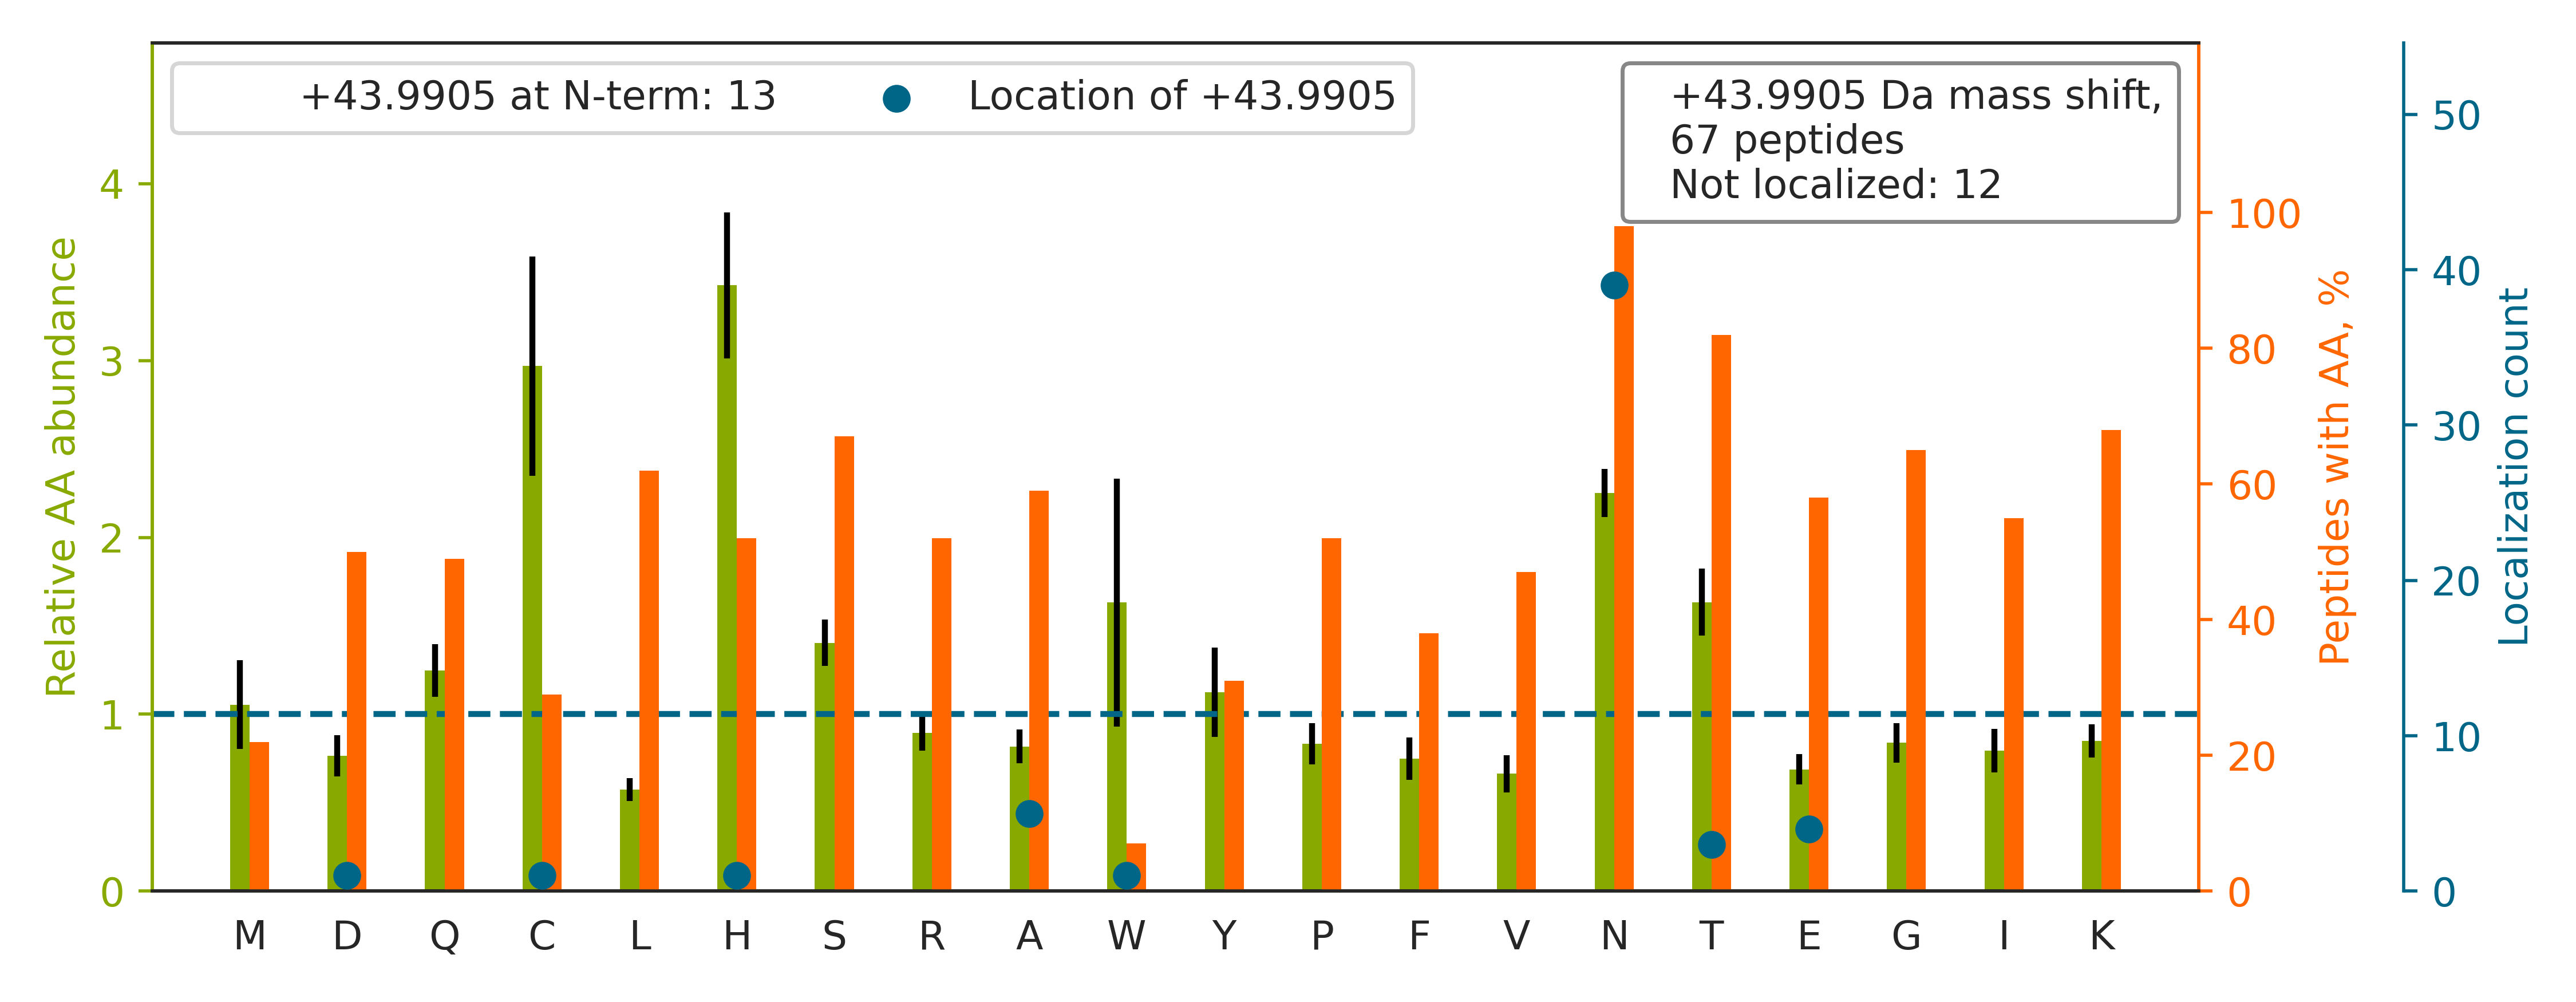 +43.9905 at N-term: 13
Location of +43.9905
+43.9905 Da mass shift,
67 peptides
Not localized: 12
Relative AA abundance
4
3
2
1
0
100
80
60
40
20
0
Peptides with AA, %
50
40
30
20
10
0
Localization count
M D Q C L H S R A W Y P F V N T E G I K